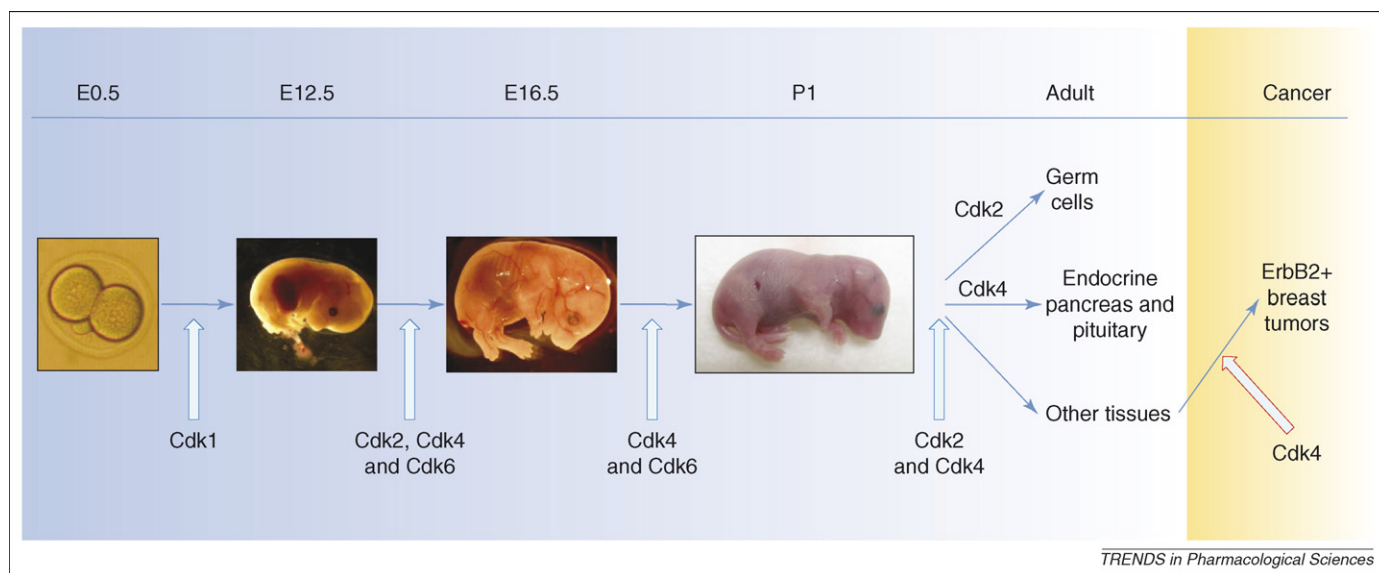 E0.5
E12.5
E16.5
P1
Adult
Cancer
Cdk2
Germ
cells
Cdk4
Endocrine
pancreas and
pituitary
ErbB2+
breast
tumors
Other tissues
Cdk1
Cdk2, Cdk4
and Cdk6
Cdk4
and Cdk6
Cdk2
and Cdk4
Cdk4
TRENDS in Pharmacological Sciences